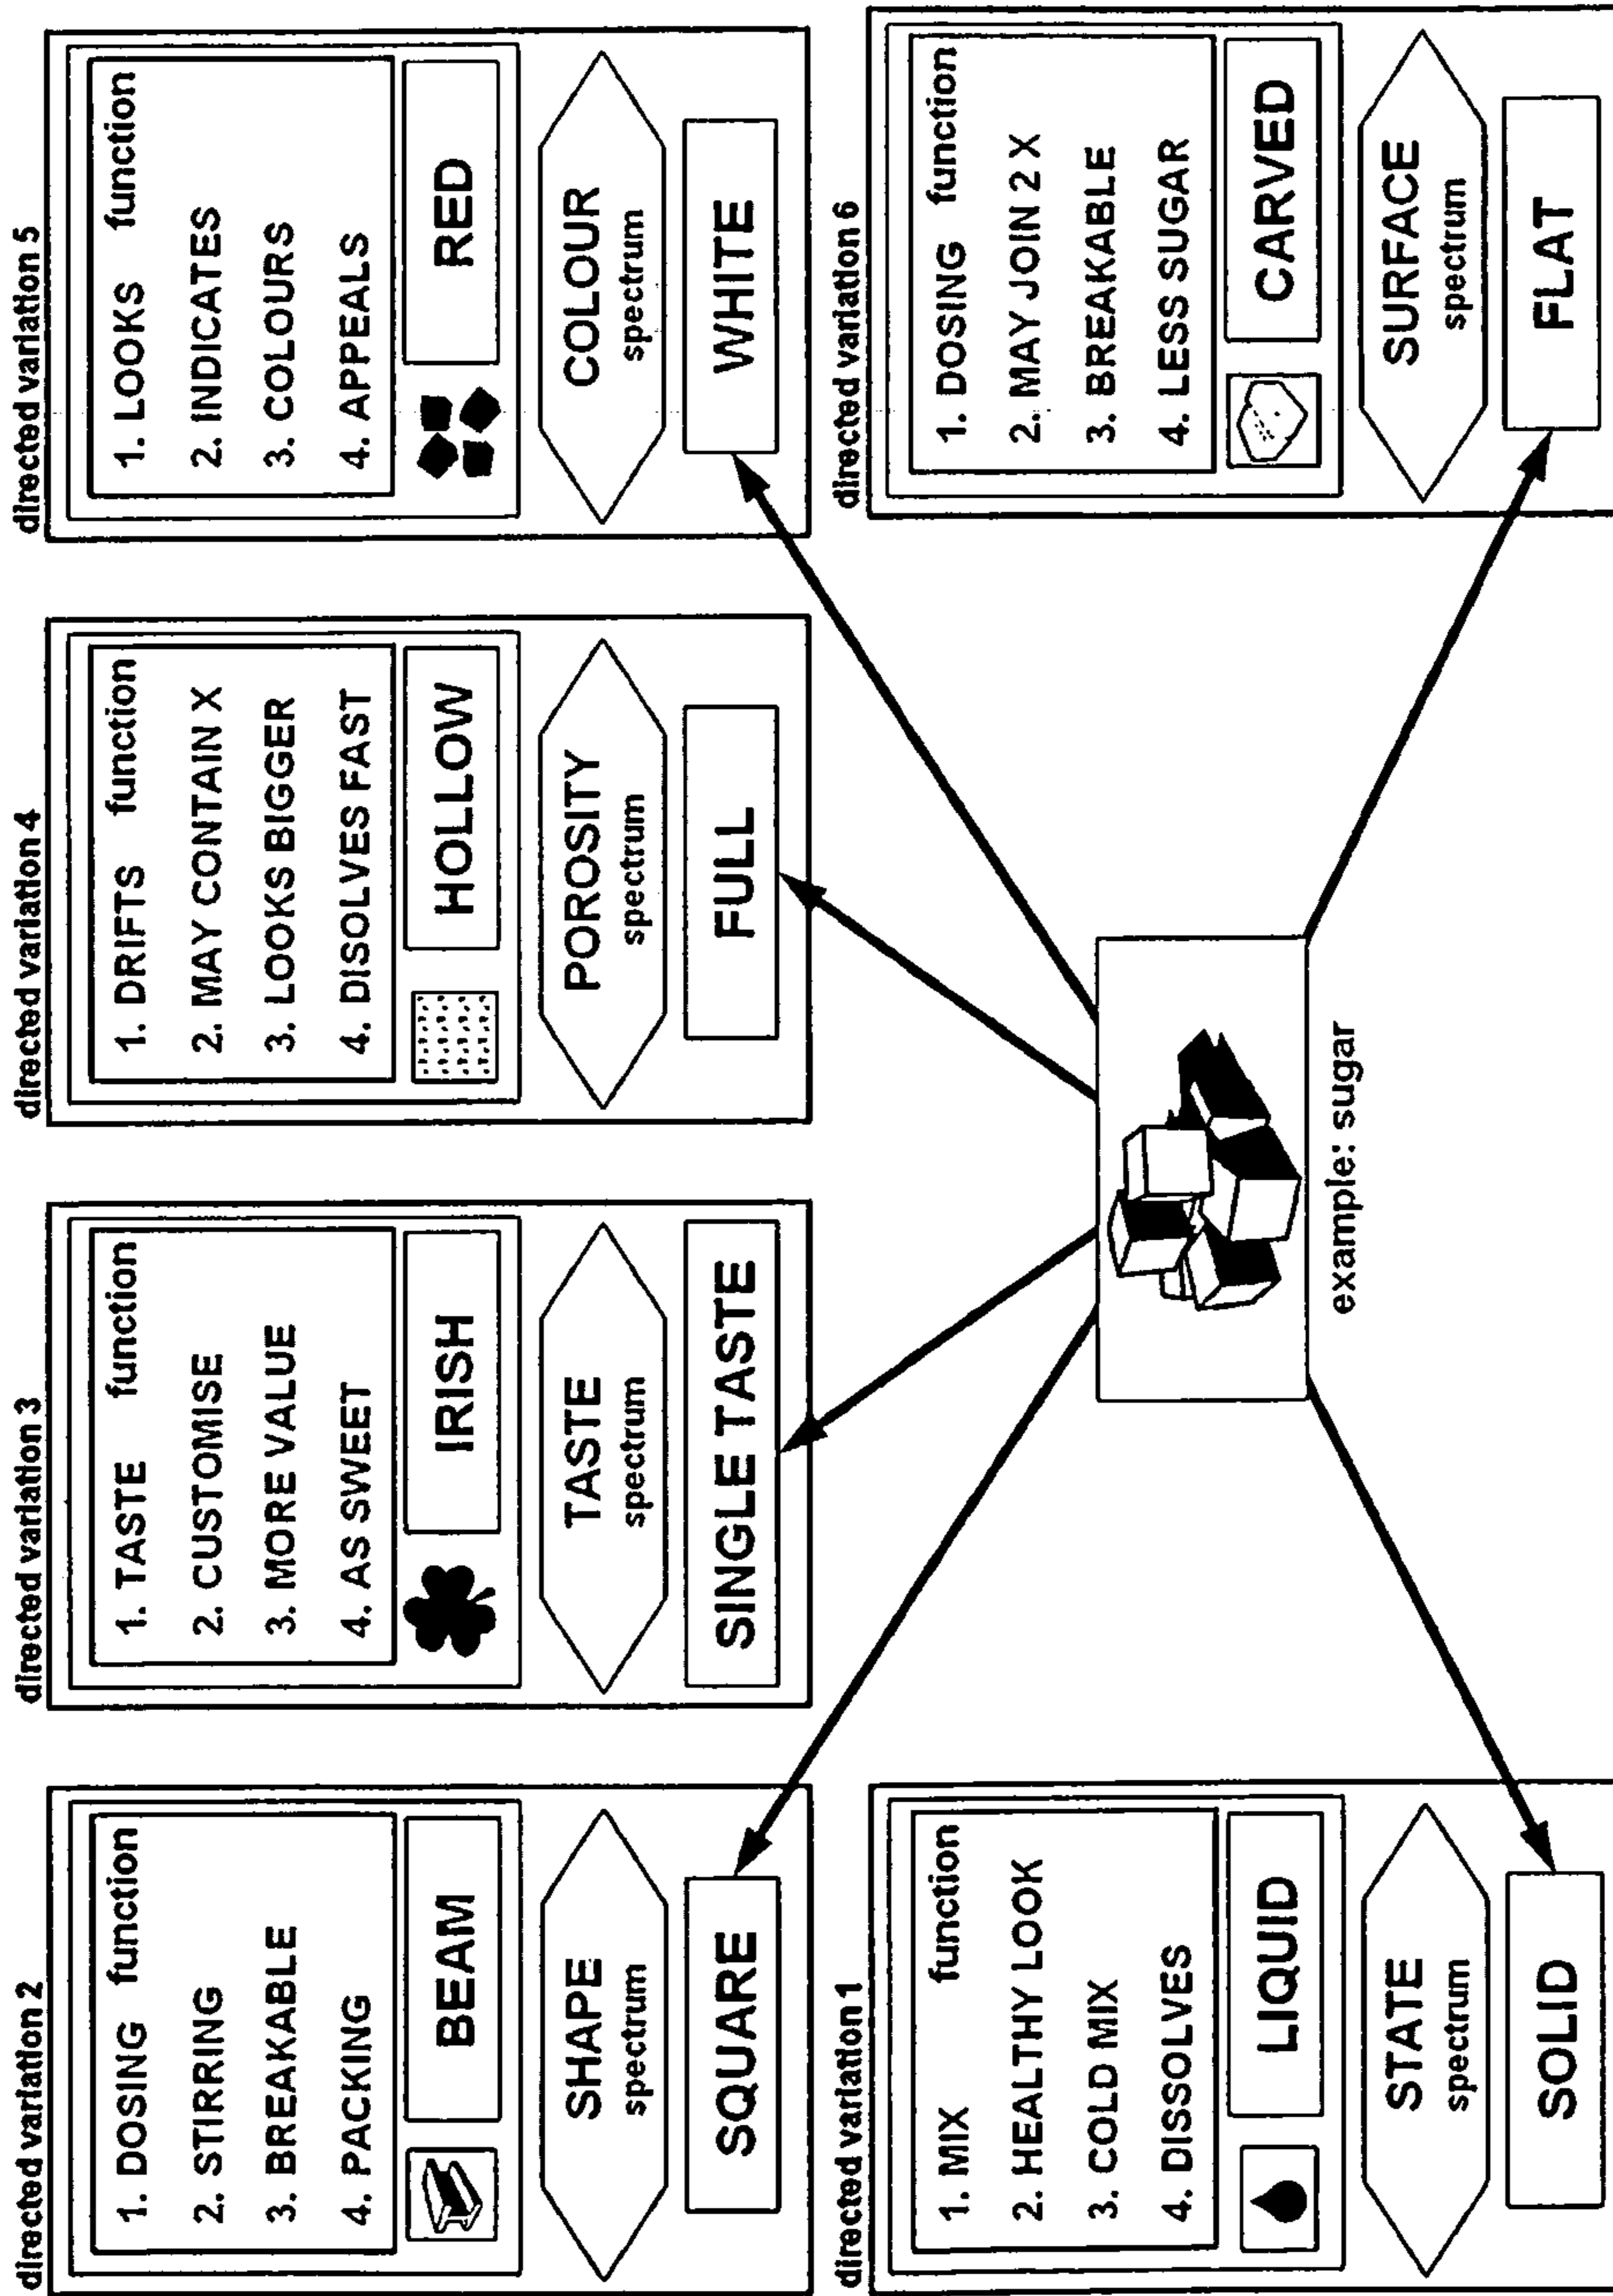 directed variation 2
1. DOSING function
2. STIRRING
3. BREAKABLE
4. PACKING
BEAM
SHAPE
spectrum
SQUARE
directed variation 3
1. TASTE function
2. CUSTOMISE
3. MORE VALUE
4. AS SWEET
IRISH
TASTE
spectrum
SINGLE TASTE
directed variation 4
1. DRIFTS function
2. MAY CONTAIN X
3. LOOKS BIGGER
4. DISOLVES FAST
HOLLOW
POROSITY
spectrum
FULL
directed variation 5
1. LOOKS function
2. INDICATES
3. COLOURS
4. APPEALS
RED
COLOUR
spectrum
WHITE
directed variation 1
1. MIX function
2. HEALTHY LOOK
3. COLD MIX
4. DISSOLVES
LIQUID
STATE
spectrum
SOLID
example: sugar
directed variation 6
1. DOSING function
2. MAY JOIN 2 X
3. BREAKABLE
4. LESS SUGAR
CARVED
SURFACE
spectrum
FLAT